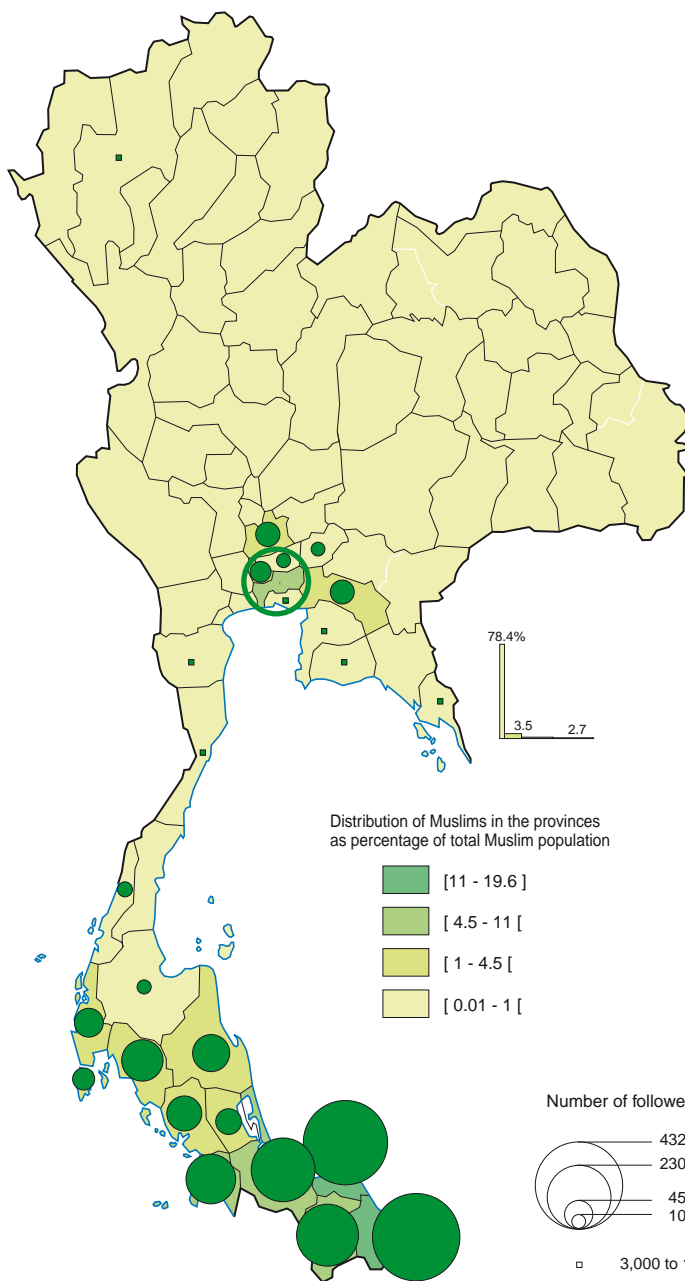 78.4%
3.5
2.7
Distribution of Muslims in the provinces
as percentage of total Muslim population
[11 - 19.6 ]
[ 4.5 - 11 [
[ 1 - 4.5 [
[ 0.01 - 1 [
Number of
432
230
45
10
3,000 to